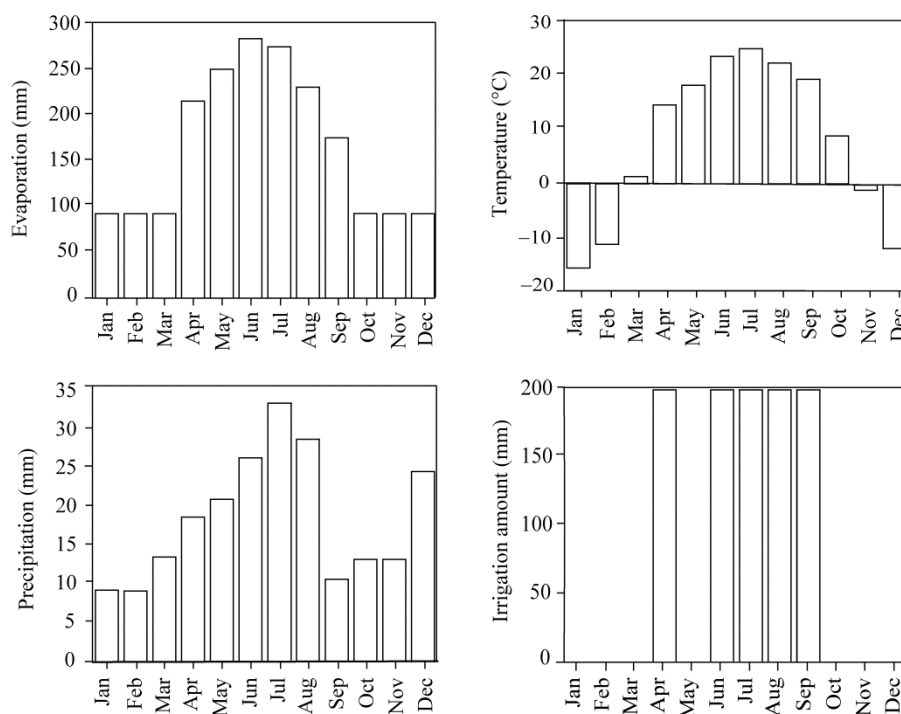 Evaporation (mm)
300
250
200
300
150
100
50
0
Jan
Feb
Mar
Apr
May
Jun
Jul
Aug
Sep
Oct
Nov
Dec
Temperature (°C)
30
20
10
0
–10
–20
Jan
Feb
Mar
Apr
May
Jun
Jul
Aug
Sep
Oct
Nov
Dec
Precipitation (mm)
35
30
25
20
15
10
5
0
Jan
Feb
Mar
Apr
May
Jun
Jul
Aug
Sep
Oct
Nov
Dec
Irrigation amount (mm)
200
150
100
50
0
Jan
Feb
Mar
Apr
May
Jun
Jul
Aug
Sep
Oct
Nov
Dec